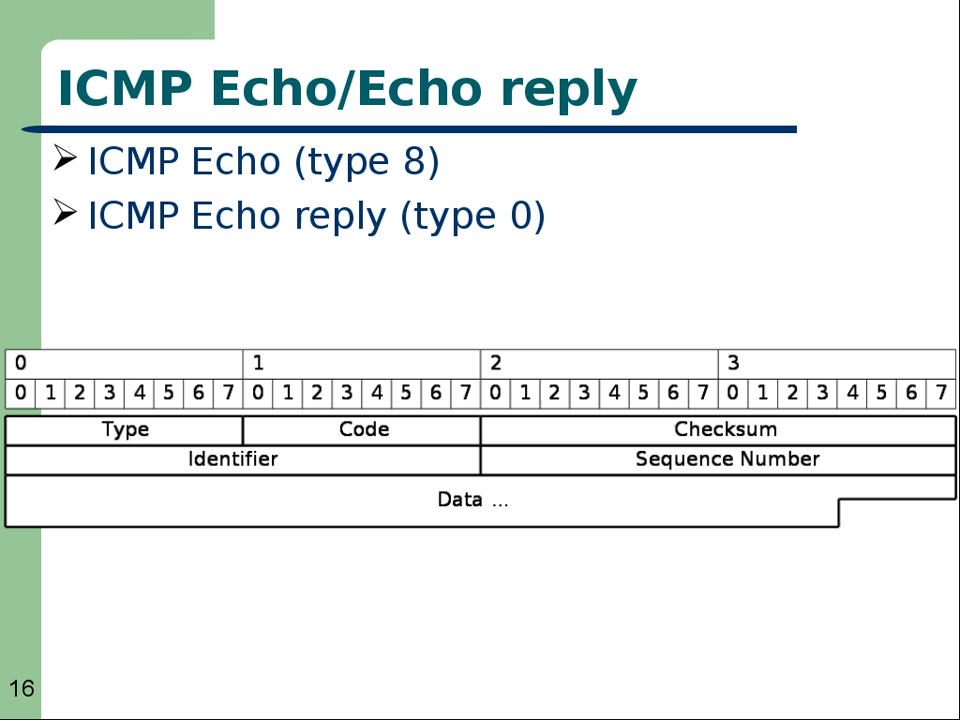 ICMP Echo/Echo reply
ICMP Echo (type 8)
ICMP Echo reply (type 0)
0 1 2 3
0 1 2 3 4 5 6 7 0 1 2 3 4 5 6 7 0 1 2 3 4 5 6 7 0 1 2 3 4 5 6 7
Type Code Checksum
Identifier Sequence Number
Data ...
16